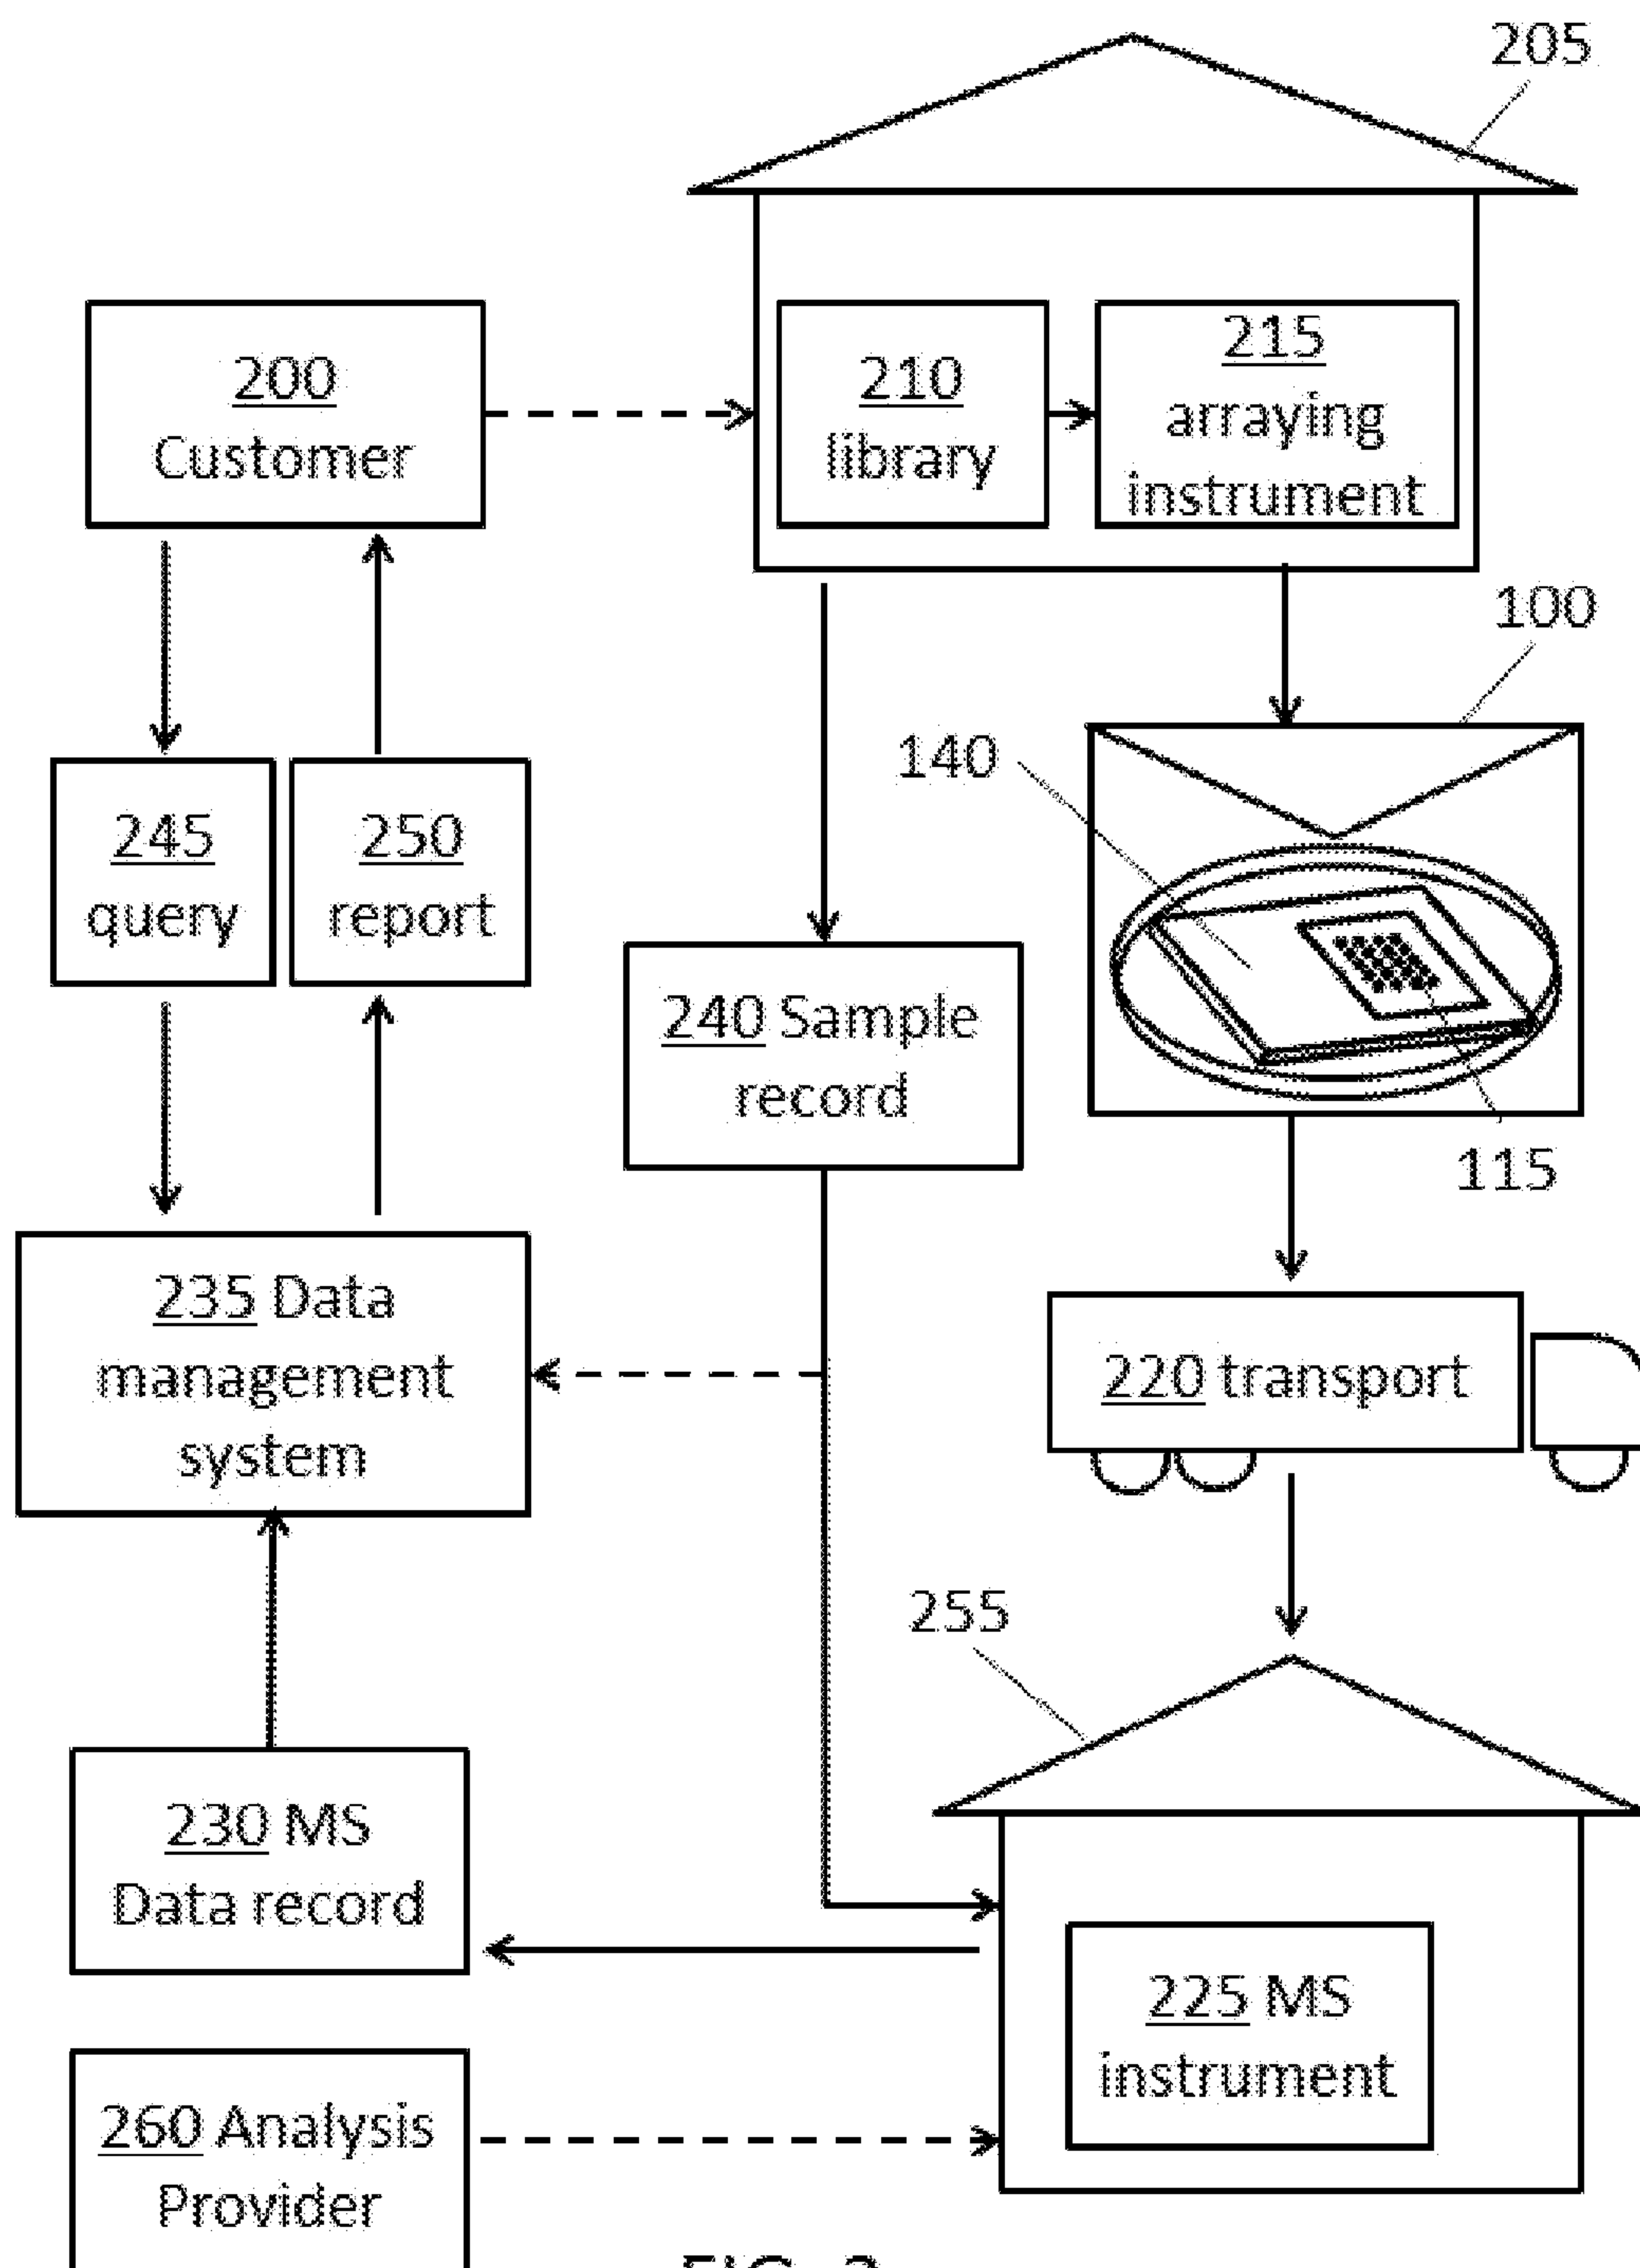 205
200
Customer
210
library
215
arraying
instrument
100
140
245
query
250
report
240 Sample
record
115
235 Data
management
system
220 transport
255
230 MS
Data record
225 MS
instrument
260 Analysis
Provider